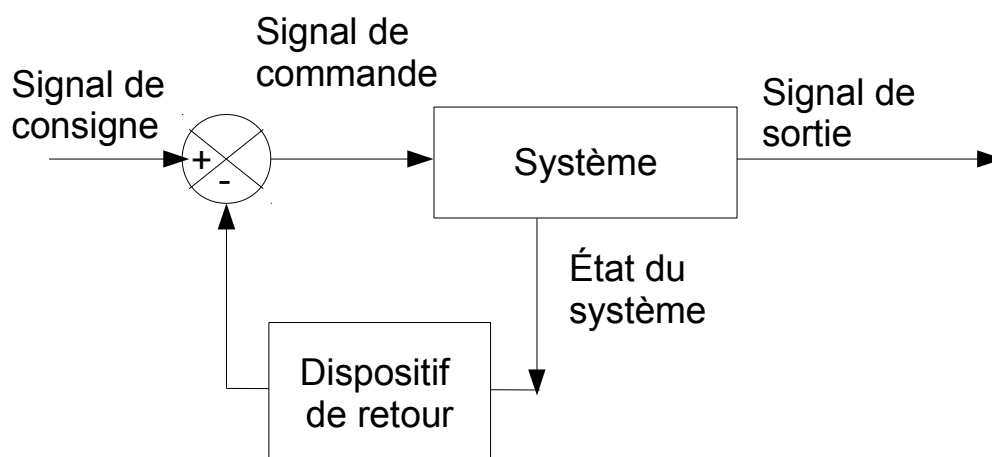 Signal de
consigne
Signal de
commande
+
-
Système
Signal de
sortie
État du
système
Dispositif
de retour